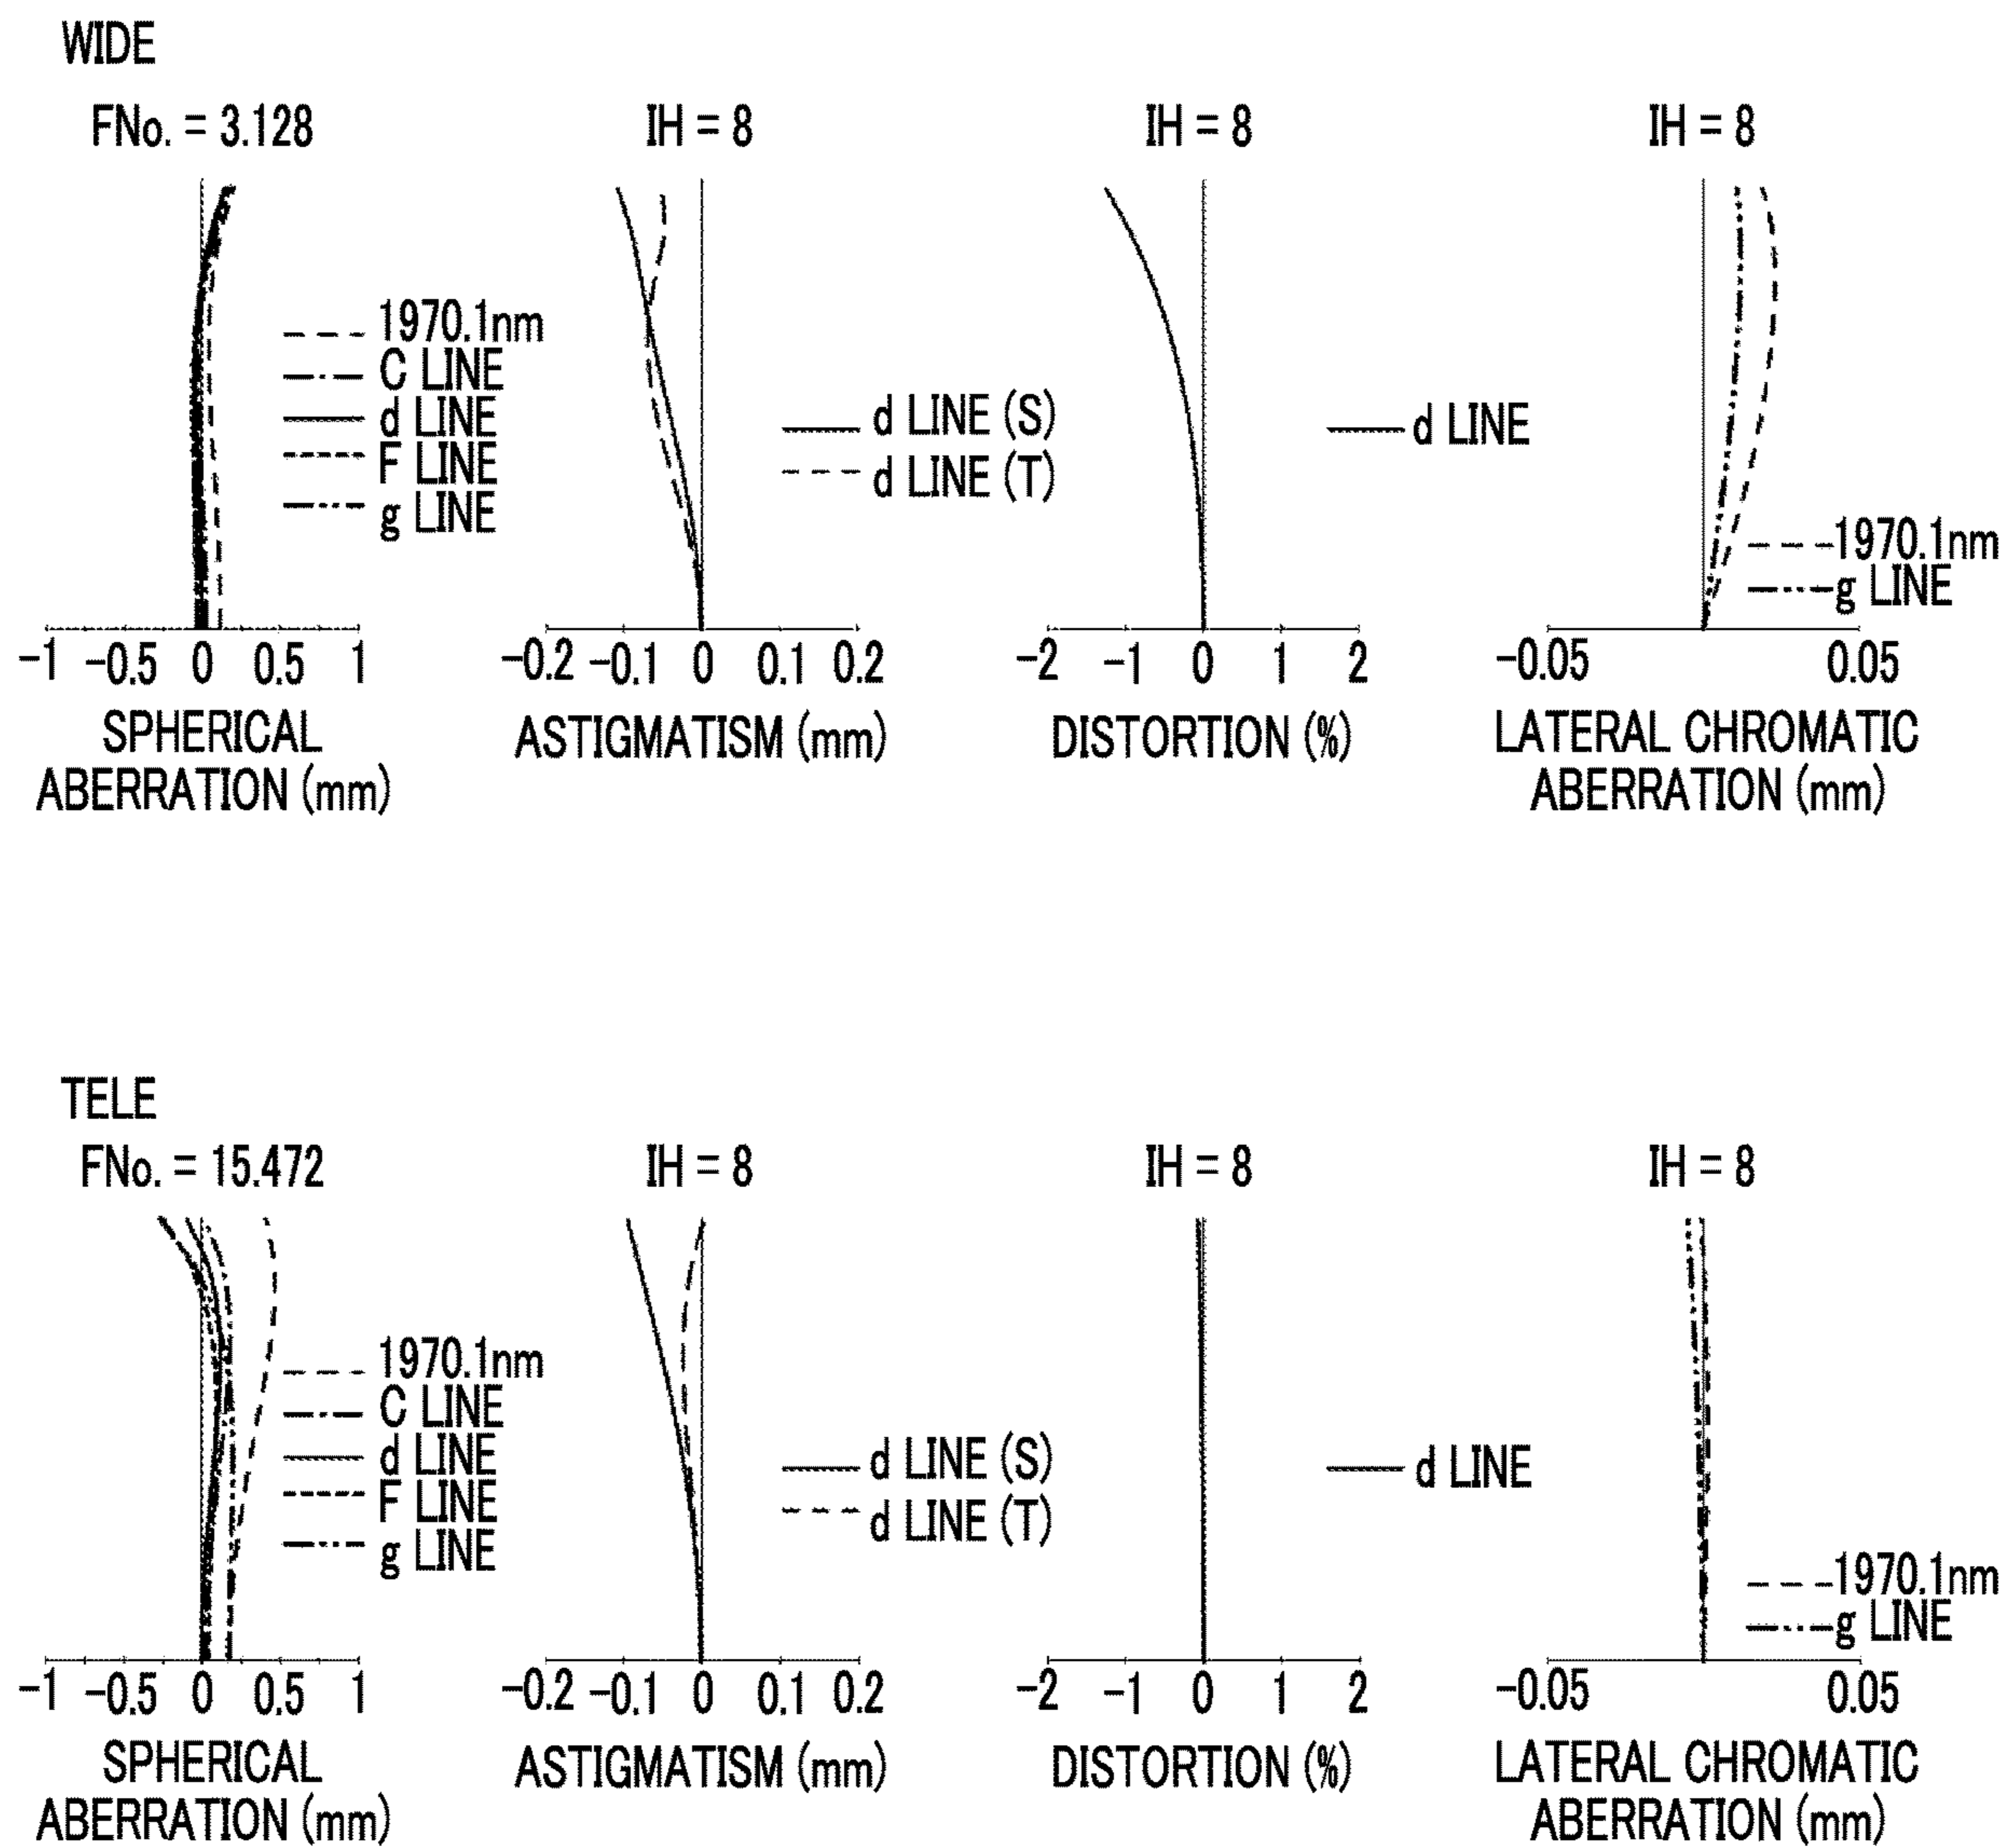 WIDE
FNo. = 3.128
IH = 8
IH = 8
IH = 8
1970.1nm
C LINE
d LINE
F LINE
g LINE
d LINE (S)
d LINE (T)
d LINE
1970.1nm
g LINE
-1 -0.5 0 0.5 1
-0.2 -0.1 0 0.1 0.2
-2 -1 0 1 2
-0.05 0.05
SPHERICAL
ABERRATION (mm)
ASTIGMATISM (mm)
DISTORTION (%)
LATERAL CHROMATIC
ABERRATION (mm)
TELE
FNo. = 15.472
IH = 8
IH = 8
IH = 8
1970.1nm
C LINE
d LINE
F LINE
g LINE
d LINE (S)
d LINE (T)
d LINE
1970.1nm
g LINE
-1 -0.5 0 0.5 1
-0.2 -0.1 0 0.1 0.2
-2 -1 0 1 2
-0.05 0.05
SPHERICAL
ABERRATION (mm)
ASTIGMATISM (mm)
DISTORTION (%)
LATERAL CHROMATIC
ABERRATION (mm)